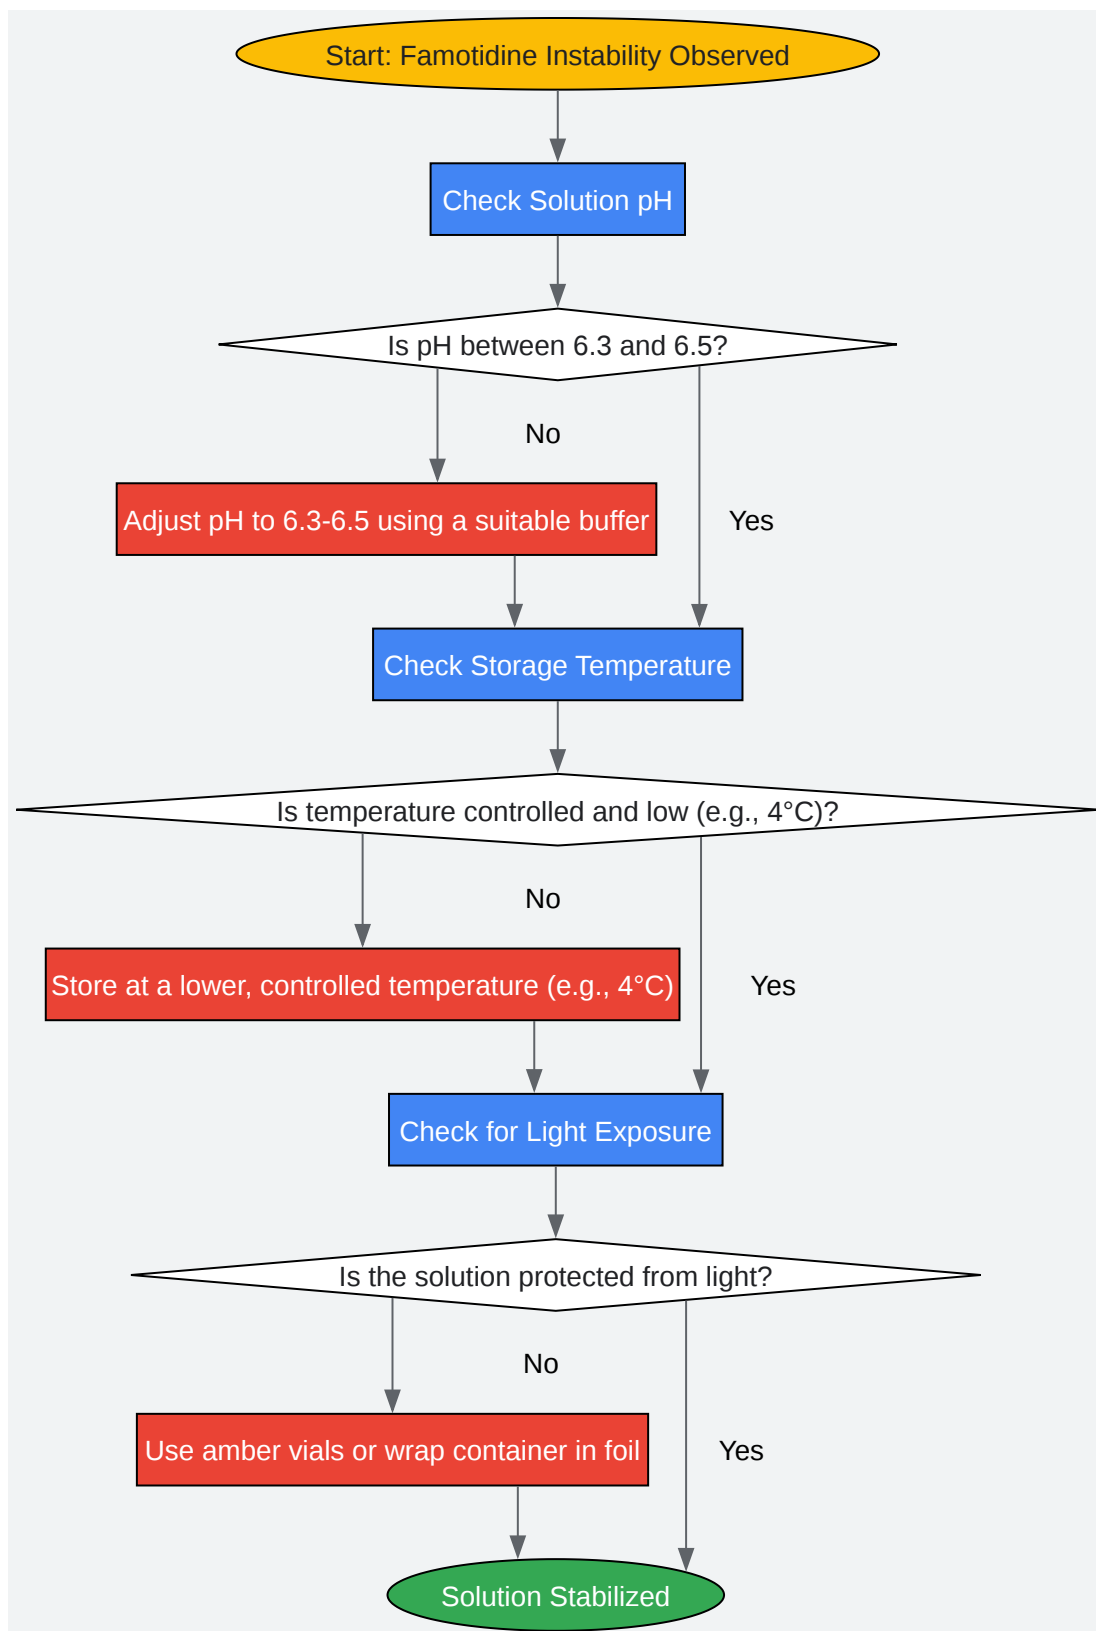 Start: Famotidine Instability Observed
Check Solution pH
Is pH between 6.3 and 6.5?
No
Adjust pH to 6.3-6.5 using a suitable buffer
Yes
Check Storage Temperature
Is temperature controlled and low (e.g., 4°C)?
No
Store at a lower, controlled temperature (e.g., 4°C)
Yes
Check for Light Exposure
Is the solution protected from light?
No
Use amber vials or wrap container in foil
Yes
Solution Stabilized